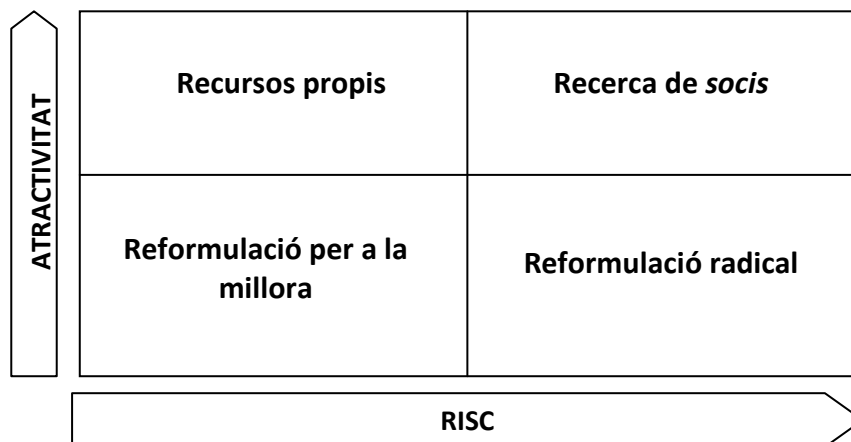 ATRACTIVITAT
Recursos propis
Recerca de socis
Reformulació per a la
millora
Reformulació radical
RISC